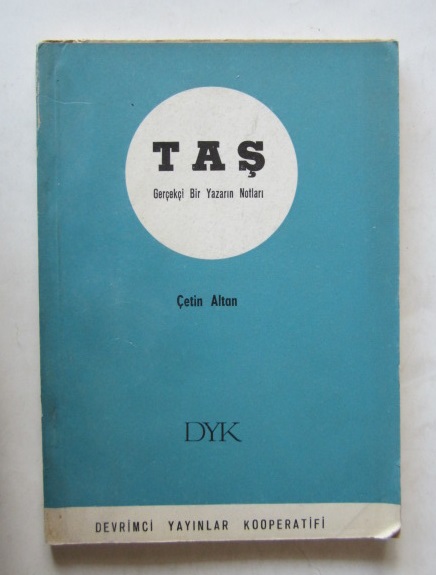 TAŞ
Gerçekçi Bir Yazarın Notları
Çetin Altan
DYK
DEVRİMCİ YAYINLAR KOOPERATİFİ